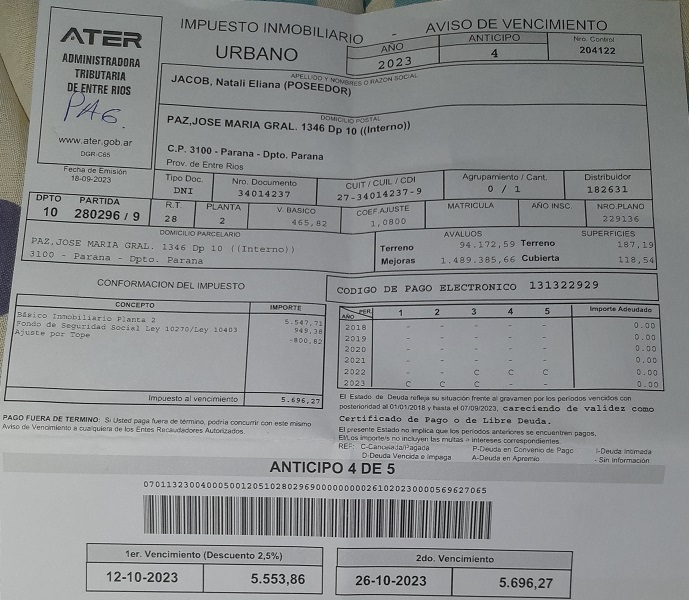 ATER
ADMINISTRADORA
TRIBUTARIA
DE ENTRE RIOS
PAG.
www.ater.gob.ar
DGR-C65
Fecha de Emisión
18-09-2023
IMPUESTO INMOBILIARIO - AVISO DE VENCIMIENTO
URBANO
AÑO
2023
ANTICIPO
4
Nro. Control
204122
APELLIDO Y NOMBRES O RAZON SOCIAL
JACOB, Natali Eliana (POSEEDOR)
DOMICILIO POSTAL
PAZ,JOSE MARIA GRAL. 1346 Dp 10 ((Interno))
C.P. 3100 - Parana - Dpto. Parana
Prov. de Entre Rios
Tipo Doc.
DNI
Nro. Documento
34014237
CUIT / CUIL / CDI
27-34014237-9
Agrupamiento / Cant.
0 / 1
Distribuidor
182631
DPTO PARTIDA
10 280296 / 9
R.T.
28
PLANTA
2
V. BASICO
465,82
COEF.AJUSTE
1,0800
MATRICULA
AÑO INSC
NRO.PLANO
229136
DOMICILIO PARCELARIO
PAZ,JOSE MARIA GRAL. 1346 Dp 10 ((Interno))
3100 - Parana - Dpto. Parana
AVALUOS SUPERFICIES
Terreno 94.172,59 Terreno 187,19
Mejoras 1.489.385,66 Cubierta 118,54
CONFORMACION DEL IMPUESTO
CONCEPTO IMPORTE
Básico Inmobiliario Planta 2 5.547,71
Fondo de Seguridad Social Ley 10270/Ley 10403 949,38
Ajuste por Tope -800,82
Impuesto al vencimiento 5.696,27
CODIGO DE PAGO ELECTRONICO 131322929
AÑO PER. 1 2 3 4 5 Importe Adeudado
2018 - - - - - 0.00
2019 - - - - - 0.00
2020 - - - - - 0.00
2021 - - - - - 0.00
2022 - - C C C 0.00
2023 C C C - - 0.00
PAGO FUERA DE TERMINO: Si Usted paga fuera de término, podría concurrir con este mismo
Aviso de Vencimiento a cualquiera de los Entes Recaudadores Autorizados.
El Estado de Deuda refleja su situación frente al gravamen por los períodos vencidos con
posterioridad al 01/01/2018 y hasta el 07/09/2023, careciendo de validez como
Certificado de Pago o de Libre Deuda.
El presente Estado no implica que los períodos anteriores se encuentren pagos.
El/Los importe/s no incluyen las multas e intereses correspondientes.
REF: C-Cancelada/Pagada P-Deuda en Convenio de Pago I-Deuda Intimada
D-Deuda Vencida e Impaga A-Deuda en Apremio - Sin información
ANTICIPO 4 DE 5
1er. Vencimiento (Descuento 2,5%)
12-10-2023 5.553,86
2do. Vencimiento
26-10-2023 5.696,27